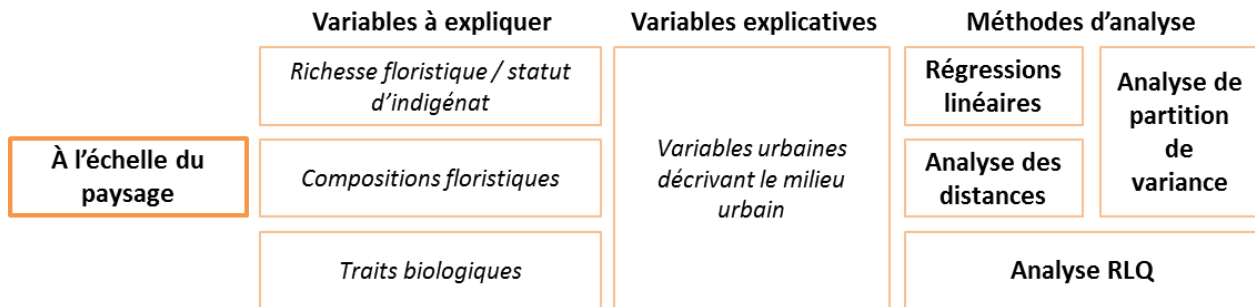 Variables à expliquer
Variables explicatives
Méthodes d'analyse
À l'échelle du
paysage
Richesse floristique / statut
d'indigénat
Compositions floristiques
Traits biologiques
Variables urbaines
décrivant le milieu
urbain
Régressions
linéaires
Analyse des
distances
Analyse de
partition
de
variance
Analyse RLQ